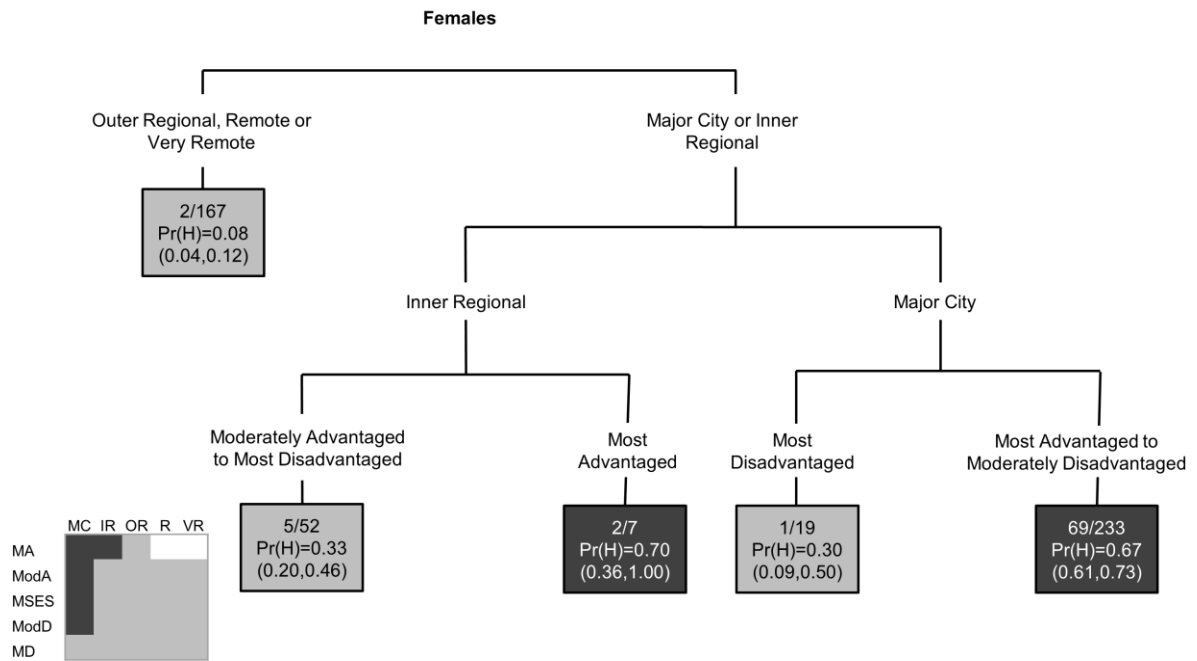 Females
Outer Regional, Remote or
Very Remote
Major City or Inner
Regional
2/167
Pr(H)=0.08
(0.04,0.12)
Inner Regional
Major City
Moderately Advantaged
to Most Disadvantaged
Most
Advantaged
Most
Disadvantaged
Most Advantaged to
Moderately Disadvantaged
5/52
Pr(H)=0.33
(0.20,0.46)
2/7
Pr(H)=0.70
(0.36,1.00)
1/19
Pr(H)=0.30
(0.09,0.50)
69/233
Pr(H)=0.67
(0.61,0.73)
MC IR OR R VR
MA
ModA
MSES
ModD
MD